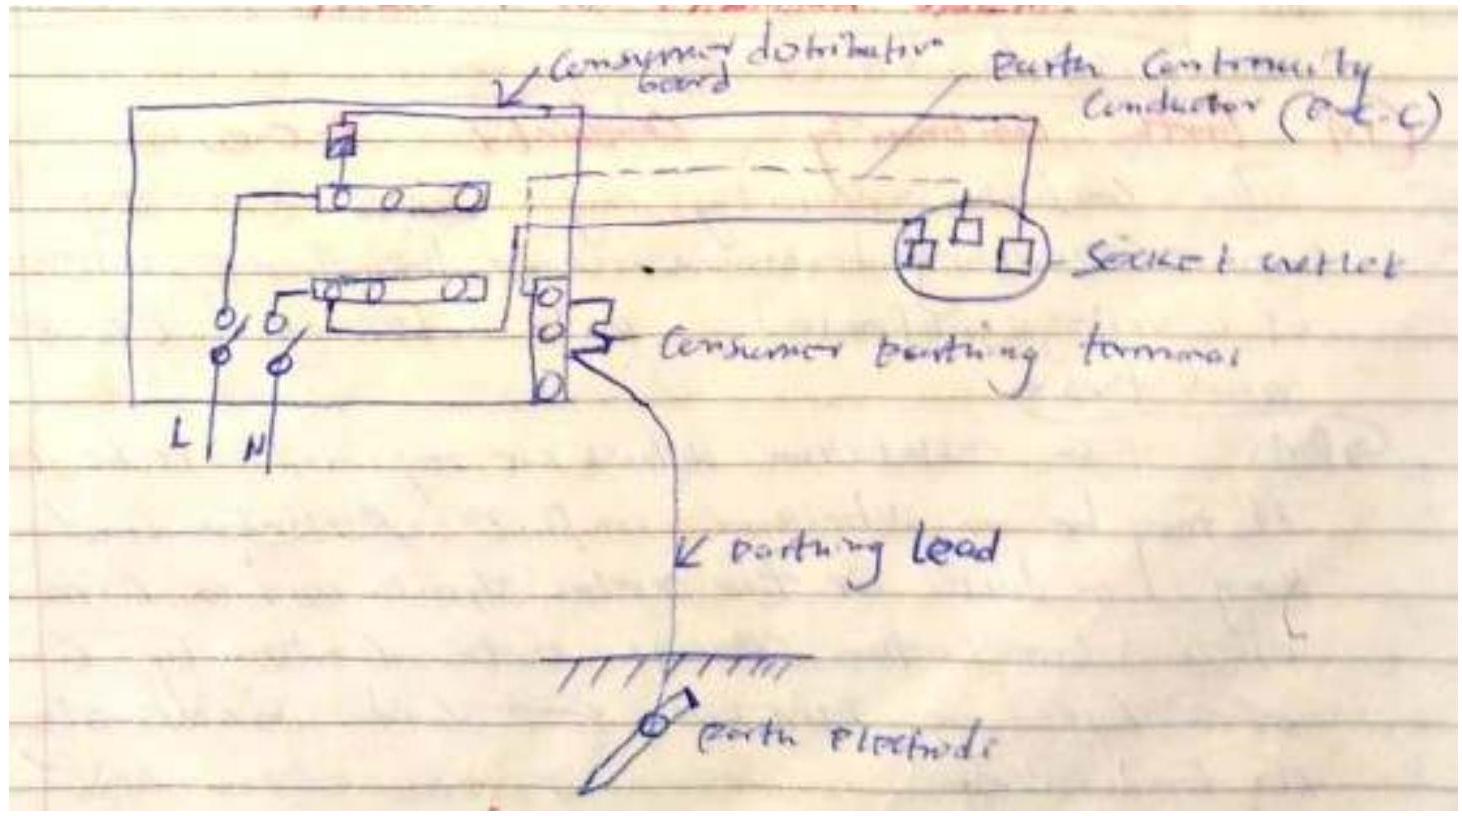 Consumer distribution
board
Earth Continuity
Conductor (E.C.C)
Socket outlet
Consumer Earthing terminal
L N
Earthing Lead
Earth Electrode